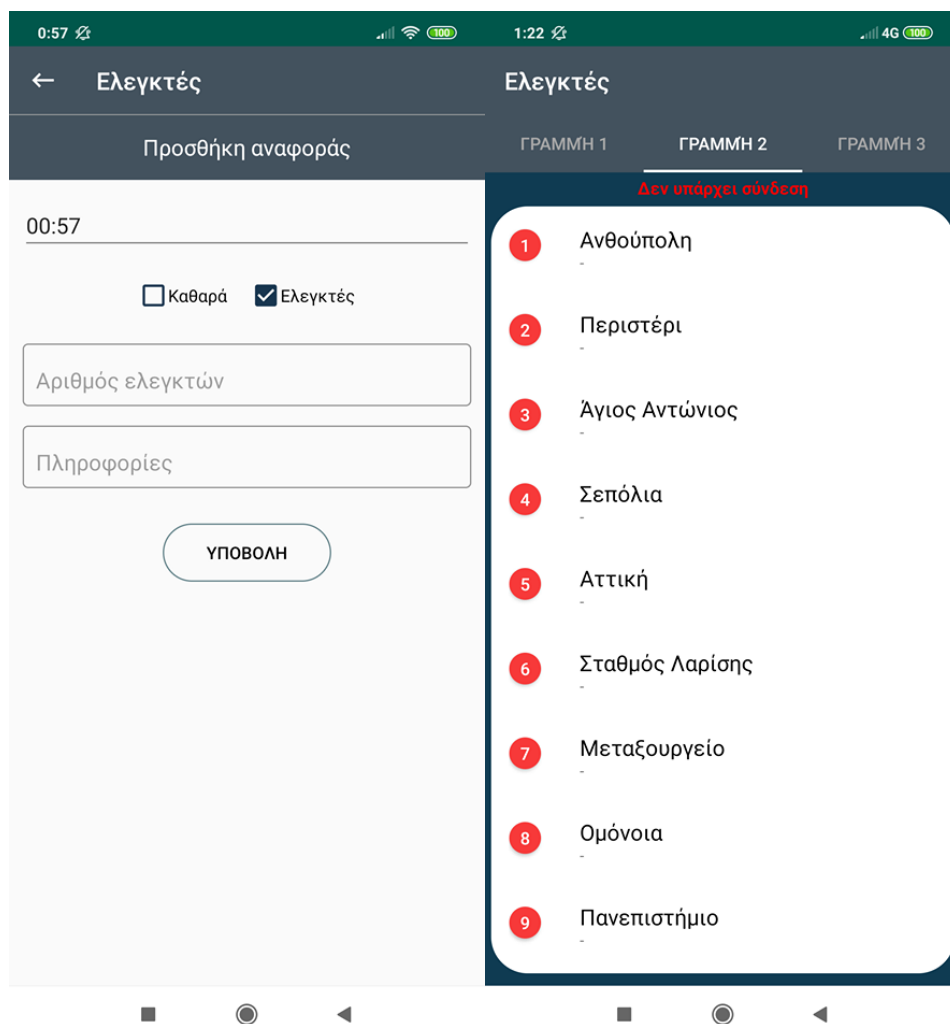 0:57
100
Ελεγκτές
Προσθήκη αναφοράς
00:57
Καθαρά Ελεγκτές
Αριθμός ελεγκτών
Πληροφορίες
ΥΠΟΒΟΛΗ
1:22
4G 100
Ελεγκτές
ΓΡΑΜΜΉ 1 ΓΡΑΜΜΉ 2 ΓΡΑΜΜΉ 3
Δεν υπάρχει σύνδεση
1 Ανθούπολη
-
2 Περιστέρι
-
3 Άγιος Αντώνιος
-
4 Σεπόλια
-
5 Αττική
-
6 Σταθμός Λαρίσης
-
7 Μεταξουργείο
-
8 Ομόνοια
-
9 Πανεπιστήμιο
-